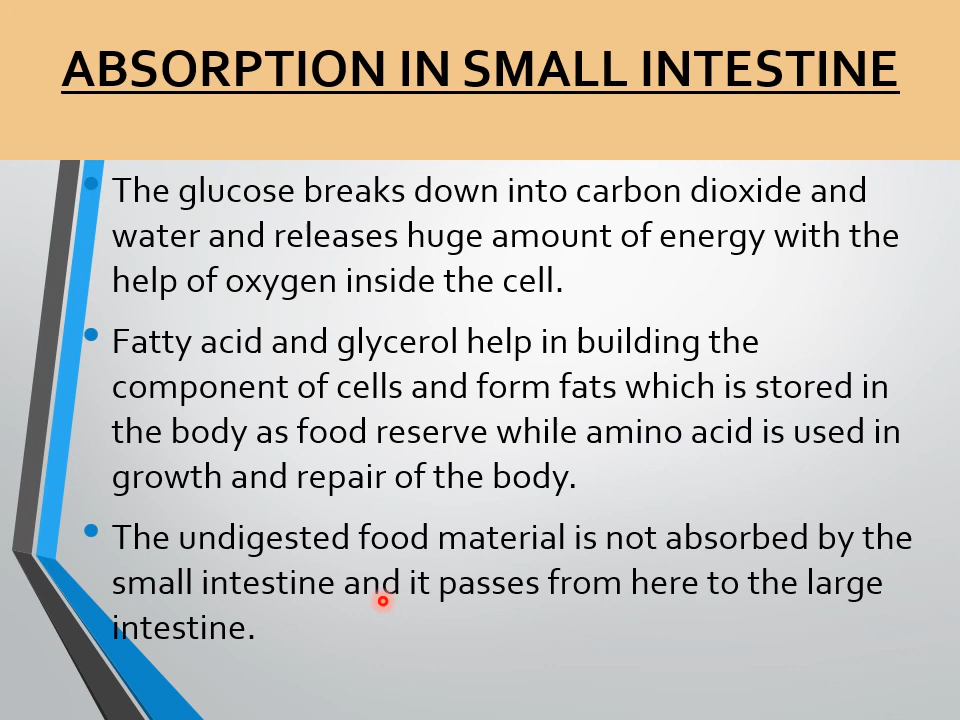 ABSORPTION IN SMALL INTESTINE
• The glucose breaks down into carbon dioxide and
water and releases huge amount of energy with the
help of oxygen inside the cell.
• Fatty acid and glycerol help in building the
component of cells and form fats which is stored in
the body as food reserve while amino acid is used in
growth and repair of the body.
• The undigested food material is not absorbed by the
small intestine and it passes from here to the large
intestine.